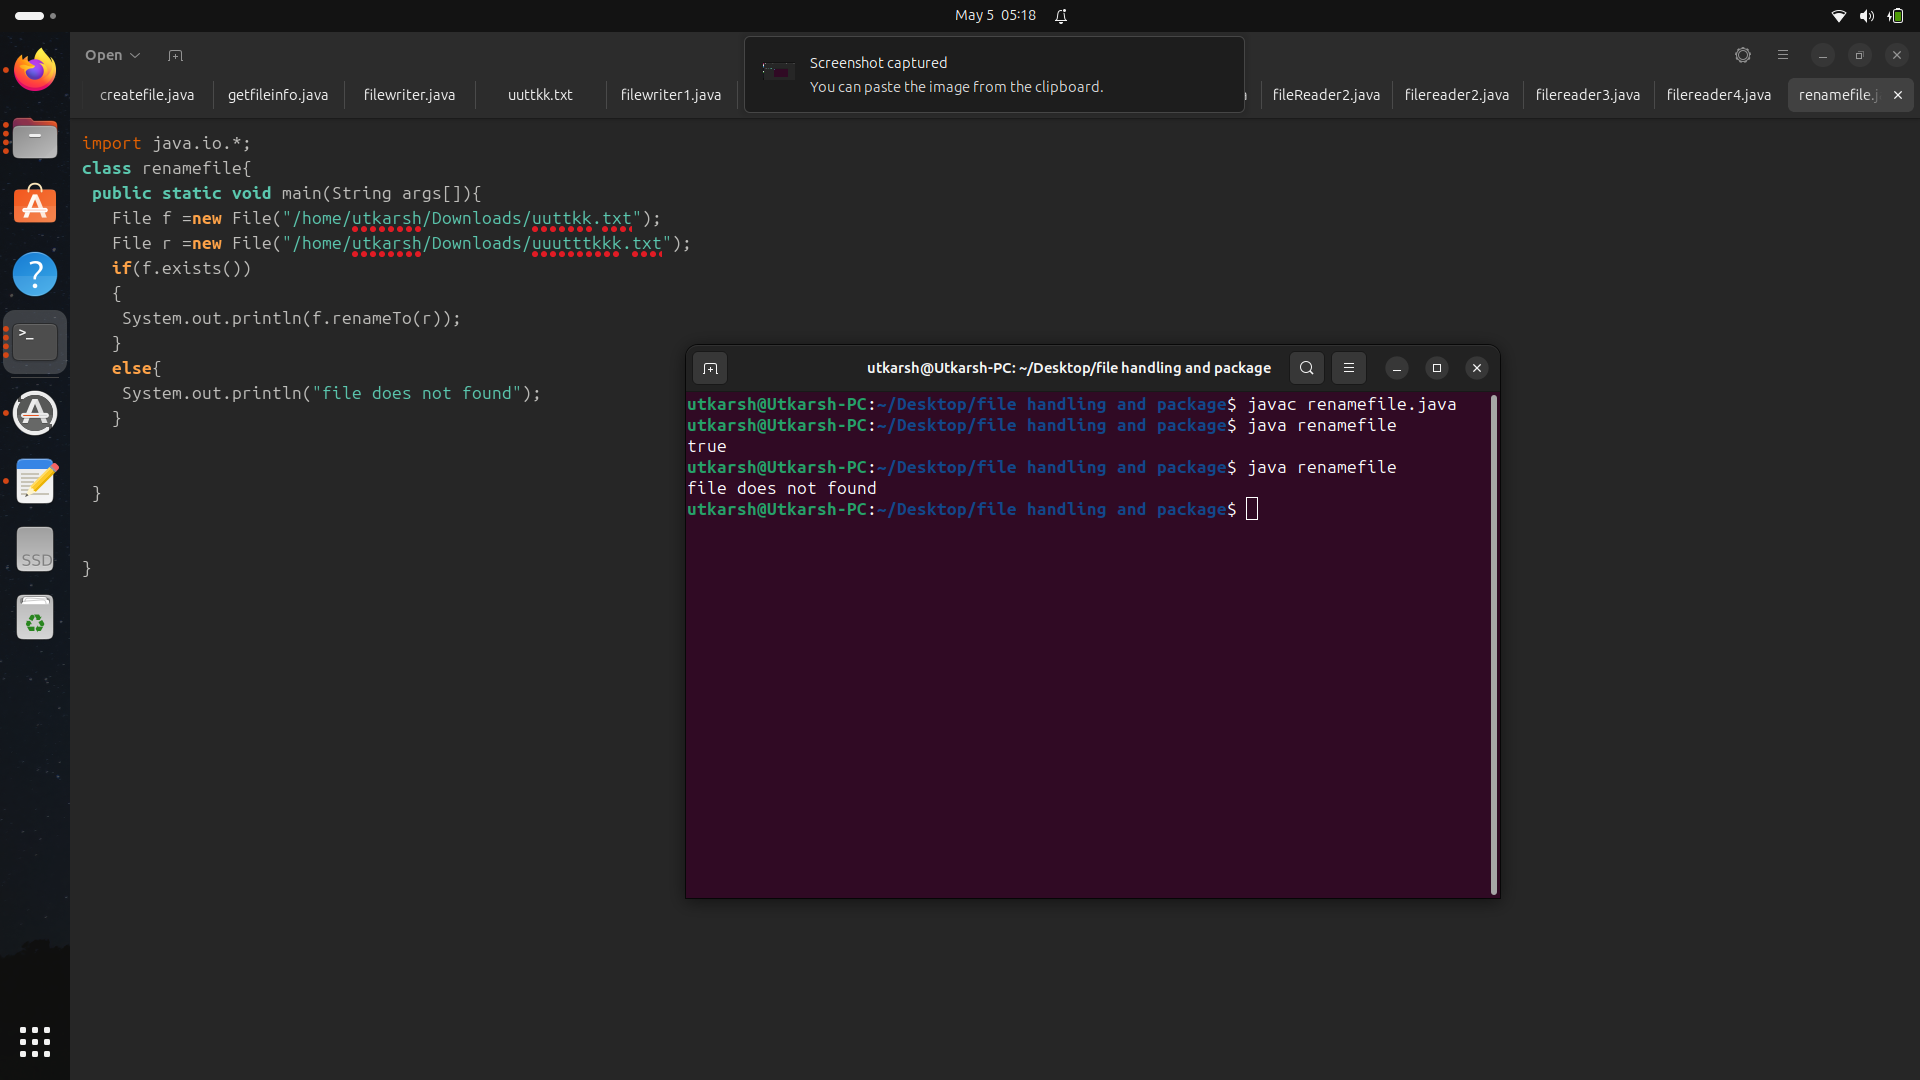 May 5 05:18
Open
Screenshot captured
You can paste the image from the clipboard.
createfile.java
getfileinfo.java
filewriter.java
uuttkk.txt
filewriter1.java
fileReader2.java
filereader2.java
filereader3.java
filereader4.java
renamefile.j
import java.io.*;
class renamefile{
public static void main(String args[]){
File f =new File("/home/utkarsh/Downloads/uuttkk.txt");
File r =new File("/home/utkarsh/Downloads/uuutttkkk.txt");
if(f.exists())
{
System.out.println(f.renameTo(r));
}
else{
System.out.println("file does not found");
}
}
}
utkarsh@Utkarsh-PC: ~/Desktop/file handling and package
utkarsh@Utkarsh-PC:~/Desktop/file handling and package$ javac renamefile.java
utkarsh@Utkarsh-PC:~/Desktop/file handling and package$ java renamefile
true
utkarsh@Utkarsh-PC:~/Desktop/file handling and package$ java renamefile
file does not found
utkarsh@Utkarsh-PC:~/Desktop/file handling and package$
SSD